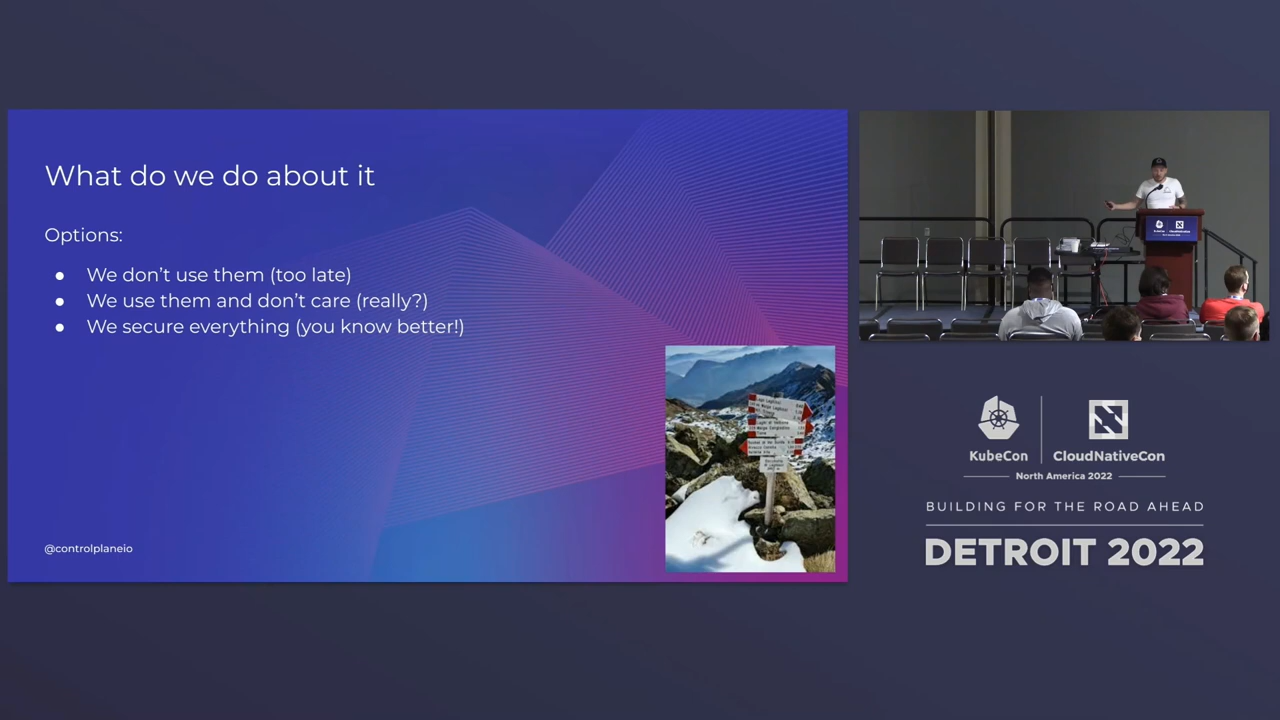 What do we do about it
Options:
● We don't use them (too late)
● We use them and don't care (really?)
● We secure everything (you know better!)
@controlplaneio
KubeCon
CloudNativeCon
North America 2022
BUILDING FOR THE ROAD AHEAD
DETROIT 2022